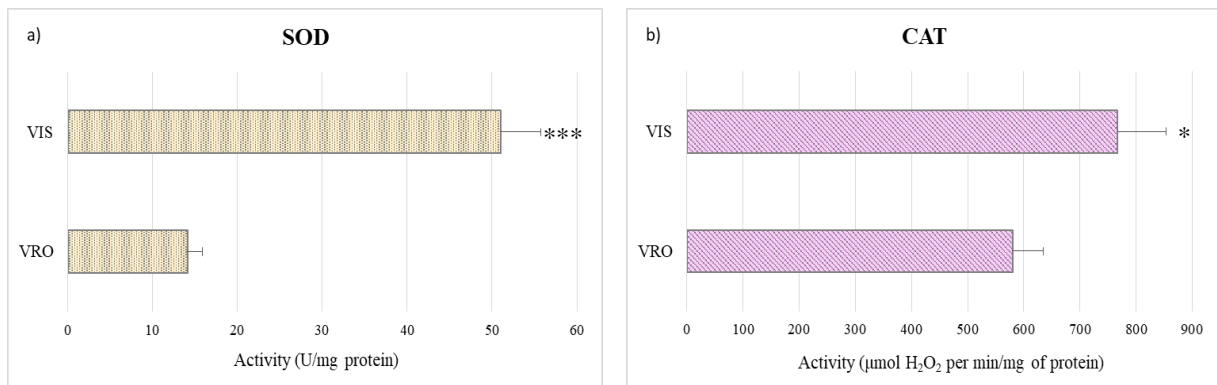 a)
SOD
VIS
***
VRO
0 10 20 30 40 50 60
Activity (U/mg protein)
b)
CAT
VIS
*
VRO
0 100 200 300 400 500 600 700 800 900
Activity (μmol H₂O₂ per min/mg of protein)